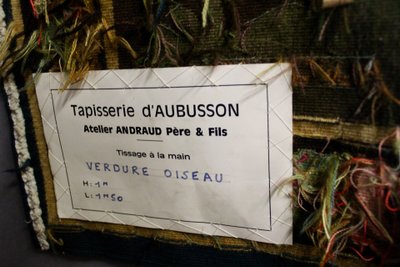 Tapisserie d'AUBUSSON
Atelier ANDRAUD Père & Fils
Tissage à la main
VERDURE OISEAU
H: 1ᵐ
L: 1ᵐ50